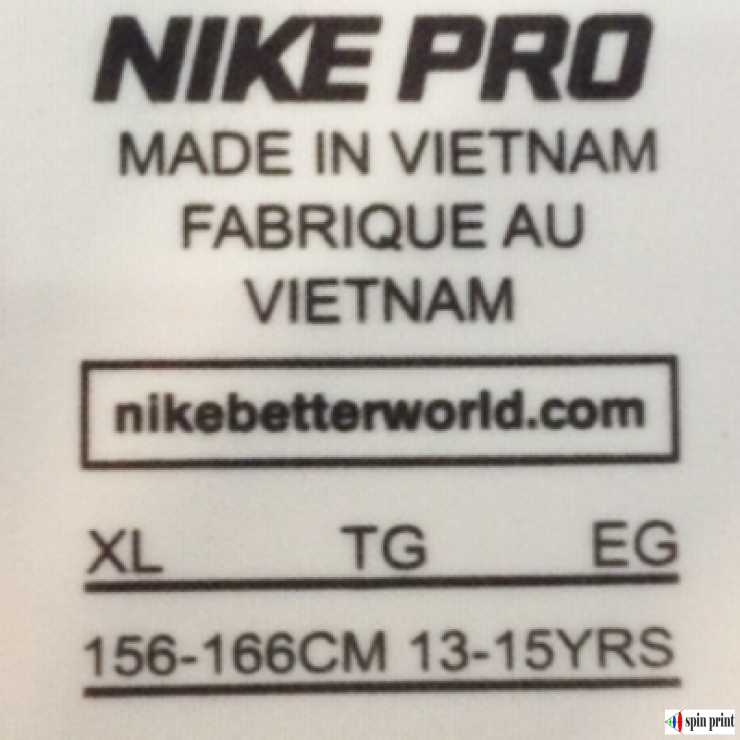 NIKE PRO
MADE IN VIETNAM
FABRIQUE AU
VIETNAM
nikebetterworld.com
XL TG EG
156-166CM 13-15YRS
spin print